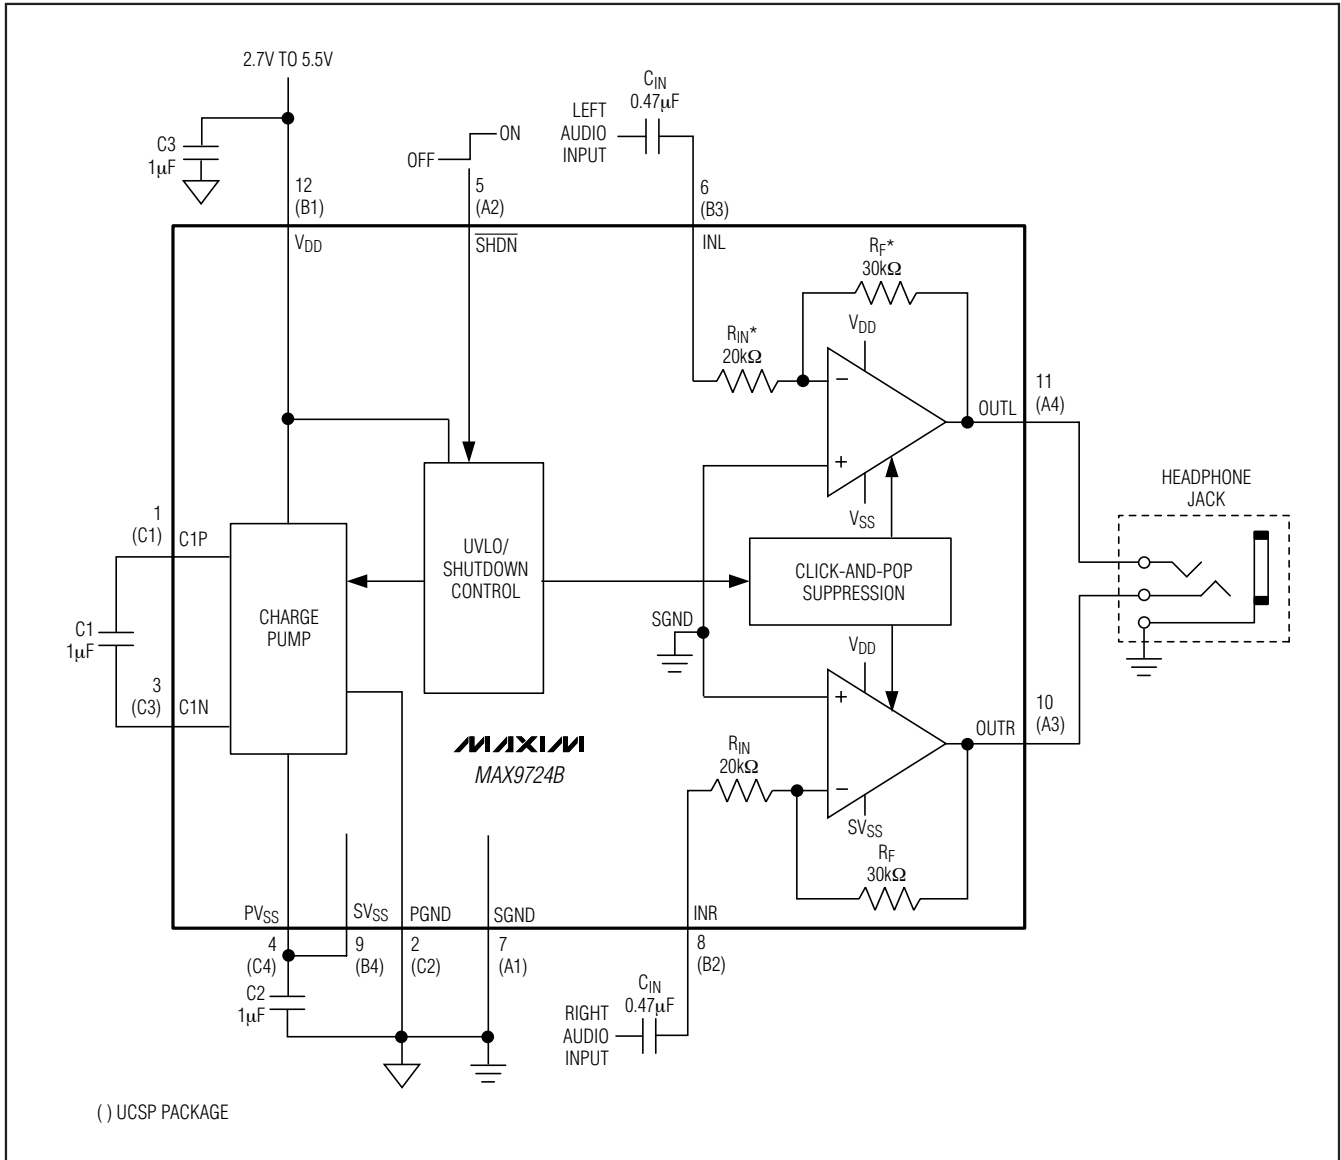 2.7V TO 5.5V
C3
1µF
OFF
ON
LEFT
AUDIO
INPUT
CIN
0.47µF
12
(B1)
5
(A2)
6
(B3)
VDD
SHDN
INL
RF*
30kΩ
RIN*
20kΩ
VDD
−
+
VSS
OUTL
11
(A4)
HEADPHONE
JACK
1
(C1)
C1P
C1
1µF
3
(C3)
C1N
CHARGE
PUMP
UVLO/
SHUTDOWN
CONTROL
CLICK-AND-POP
SUPPRESSION
SGND
VDD
+
−
SVSS
OUTR
10
(A3)
RIN
20kΩ
RF
30kΩ
MAXIM
MAX9724B
PVSS
SVSS
PGND
SGND
INR
4
(C4)
9
(B4)
2
(C2)
7
(A1)
8
(B2)
C2
1µF
RIGHT
AUDIO
INPUT
CIN
0.47µF
( ) UCSP PACKAGE